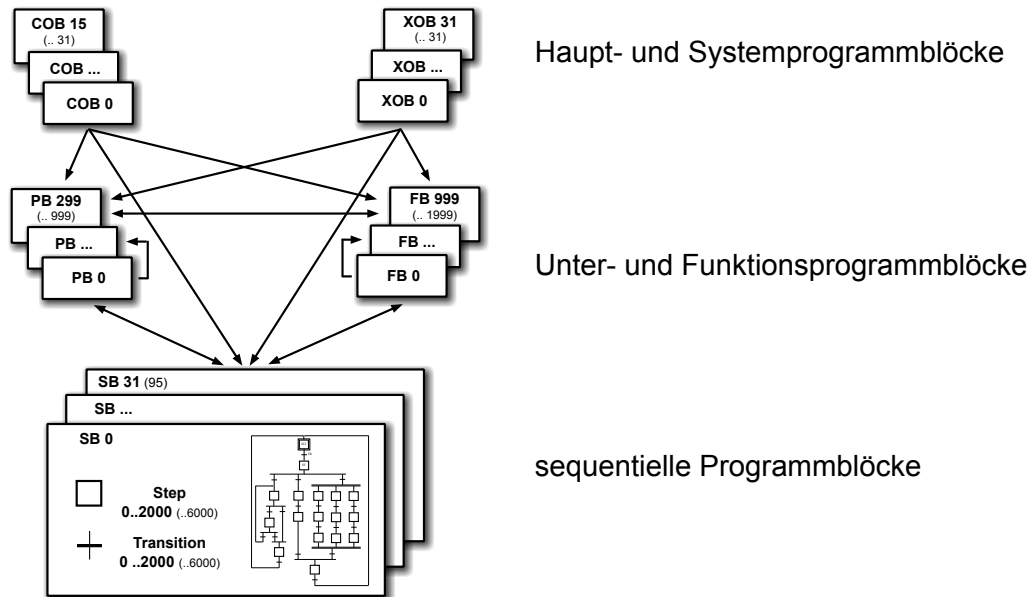 COB 15
(.. 31)
COB ...
COB 0
XOB 31
(.. 31)
XOB ...
XOB 0
Haupt- und Systemprogrammblöcke
PB 299
(.. 999)
PB ...
PB 0
FB 999
(.. 1999)
FB ...
FB 0
Unter- und Funktionsprogrammblöcke
SB 31 (95)
SB ...
SB 0
Step
0..2000 (..6000)
Transition
0 ..2000 (..6000)
sequentielle Programmblöcke